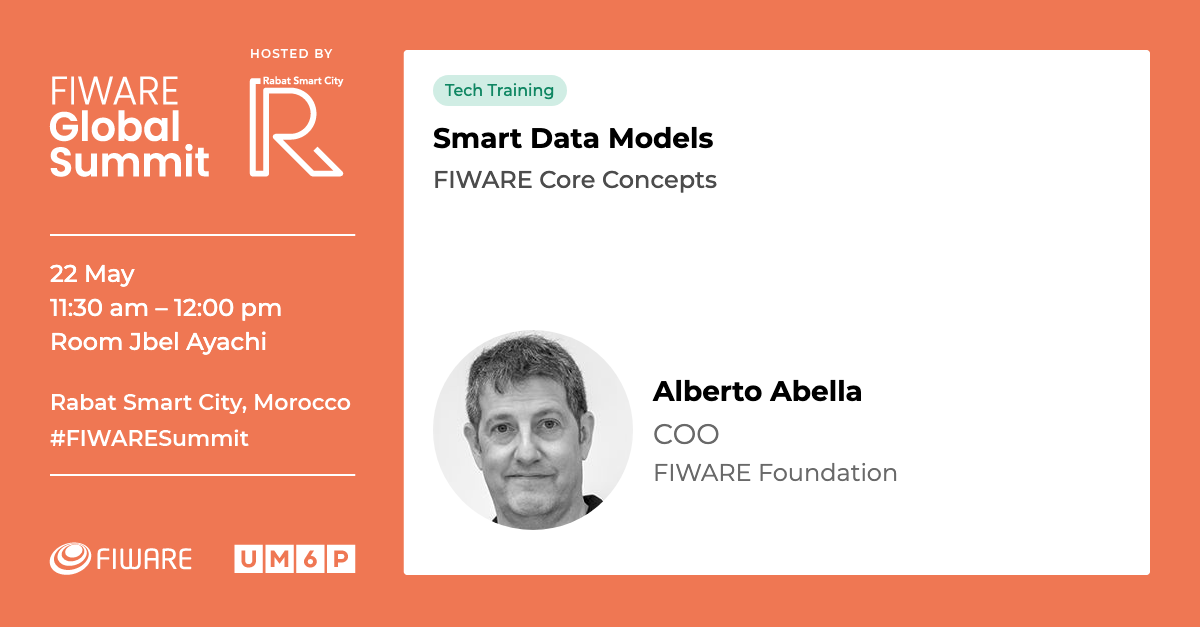 FIWARE
Global
Summit
HOSTED BY
Rabat Smart City
R
22 May
11:30 am – 12:00 pm
Room Jbel Ayachi
Rabat Smart City, Morocco
#FIWARESummit
FIWARE
UM6P
Tech Training
Smart Data Models
FIWARE Core Concepts
Alberto Abella
COO
FIWARE Foundation